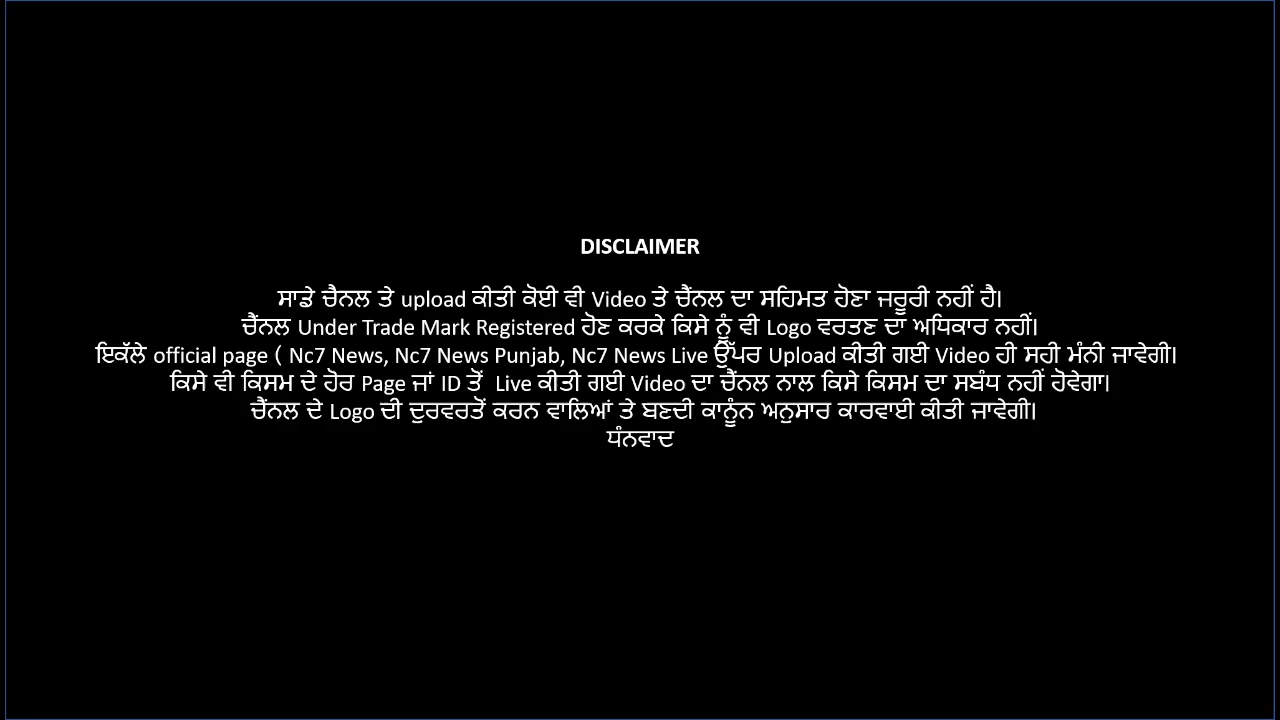 DISCLAIMER
ਸਾਡੇ ਚੈਨਲ ਤੇ upload ਕੀਤੀ ਕੋਈ ਵੀ Video ਤੇ ਚੈਂਨਲ ਦਾ ਸਹਿਮਤ ਹੋਣਾ ਜਰੂਰੀ ਨਹੀਂ ਹੈ।
ਚੈਂਨਲ Under Trade Mark Registered ਹੋਣ ਕਰਕੇ ਕਿਸੇ ਨੂੰ ਵੀ Logo ਵਰਤਣ ਦਾ ਅਧਿਕਾਰ ਨਹੀਂ।
ਇਕੱਲੇ official page ( Nc7 News, Nc7 News Punjab, Nc7 News Live ਉੱਪਰ Upload ਕੀਤੀ ਗਈ Video ਹੀ ਸਹੀ ਮੰਨੀ ਜਾਵੇਗੀ।
ਕਿਸੇ ਵੀ ਕਿਸਮ ਦੇ ਹੋਰ Page ਜਾਂ ID ਤੋਂ Live ਕੀਤੀ ਗਈ Video ਦਾ ਚੈਂਨਲ ਨਾਲ ਕਿਸੇ ਕਿਸਮ ਦਾ ਸਬੰਧ ਨਹੀਂ ਹੋਵੇਗਾ।
ਚੈਂਨਲ ਦੇ Logo ਦੀ ਦੁਰਵਰਤੋਂ ਕਰਨ ਵਾਲਿਆਂ ਤੇ ਬਣਦੀ ਕਾਨੂੰਨ ਅਨੁਸਾਰ ਕਾਰਵਾਈ ਕੀਤੀ ਜਾਵੇਗੀ।
ਧੰਨਵਾਦ